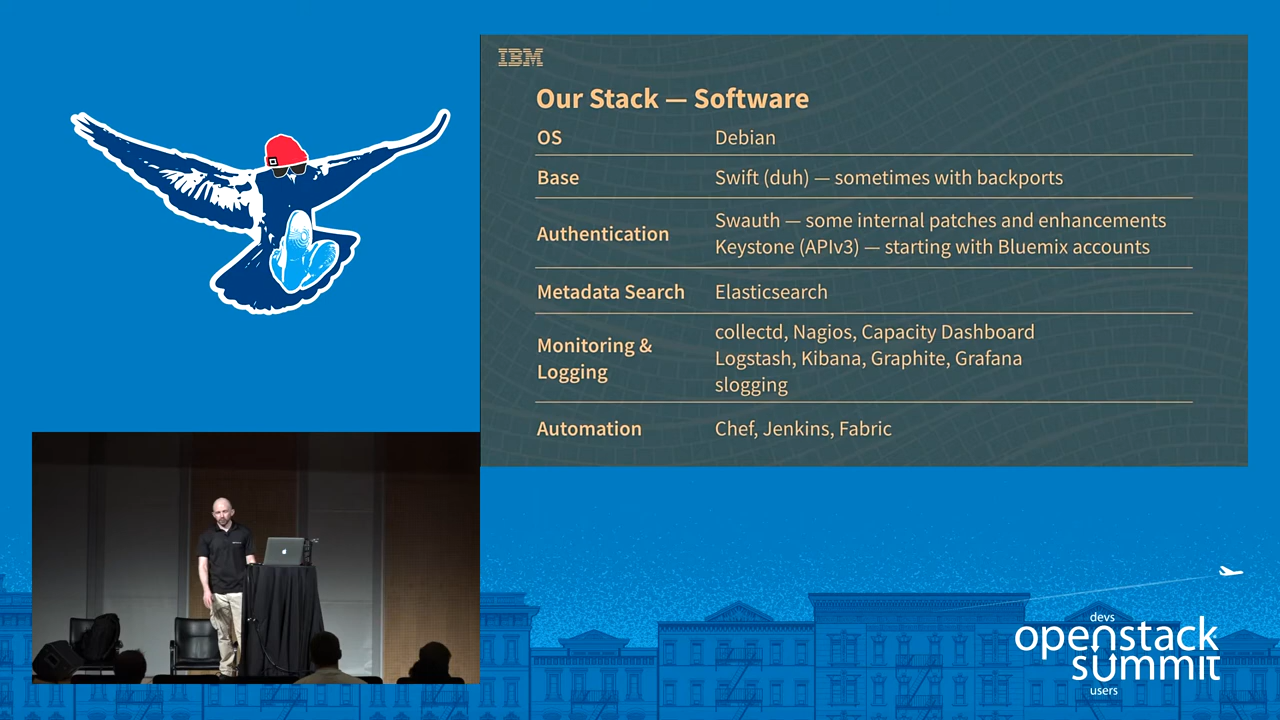 IBM
Our Stack — Software
OS Debian
Base Swift (duh) — sometimes with backports
Authentication Swauth — some internal patches and enhancements
Keystone (APIv3) — starting with Bluemix accounts
Metadata Search Elasticsearch
Monitoring & Logging collectd, Nagios, Capacity Dashboard
Logstash, Kibana, Graphite, Grafana
slogging
Automation Chef, Jenkins, Fabric
devs
openstack
summit
users